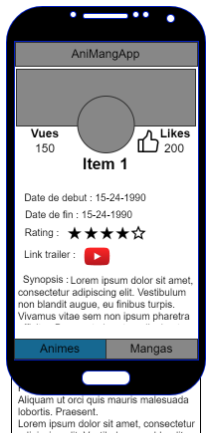 AniMangApp
Vues
Likes
150
200
Item 1
Date de debut : 15-24-1990
Date de fin : 15-24-1990
Rating :
Link trailer :
Synopsis : Lorem ipsum dolor sit amet,
consectetur adipiscing elit. Vestibulum
non blandit augue, eu finibus turpis.
Vivamus vitae sem non ipsum pharetra
Animes
Mangas
Aliquam ut orci quis mauris malesuada
lobortis. Praesent.
Lorem ipsum dolor sit amet, consectetur